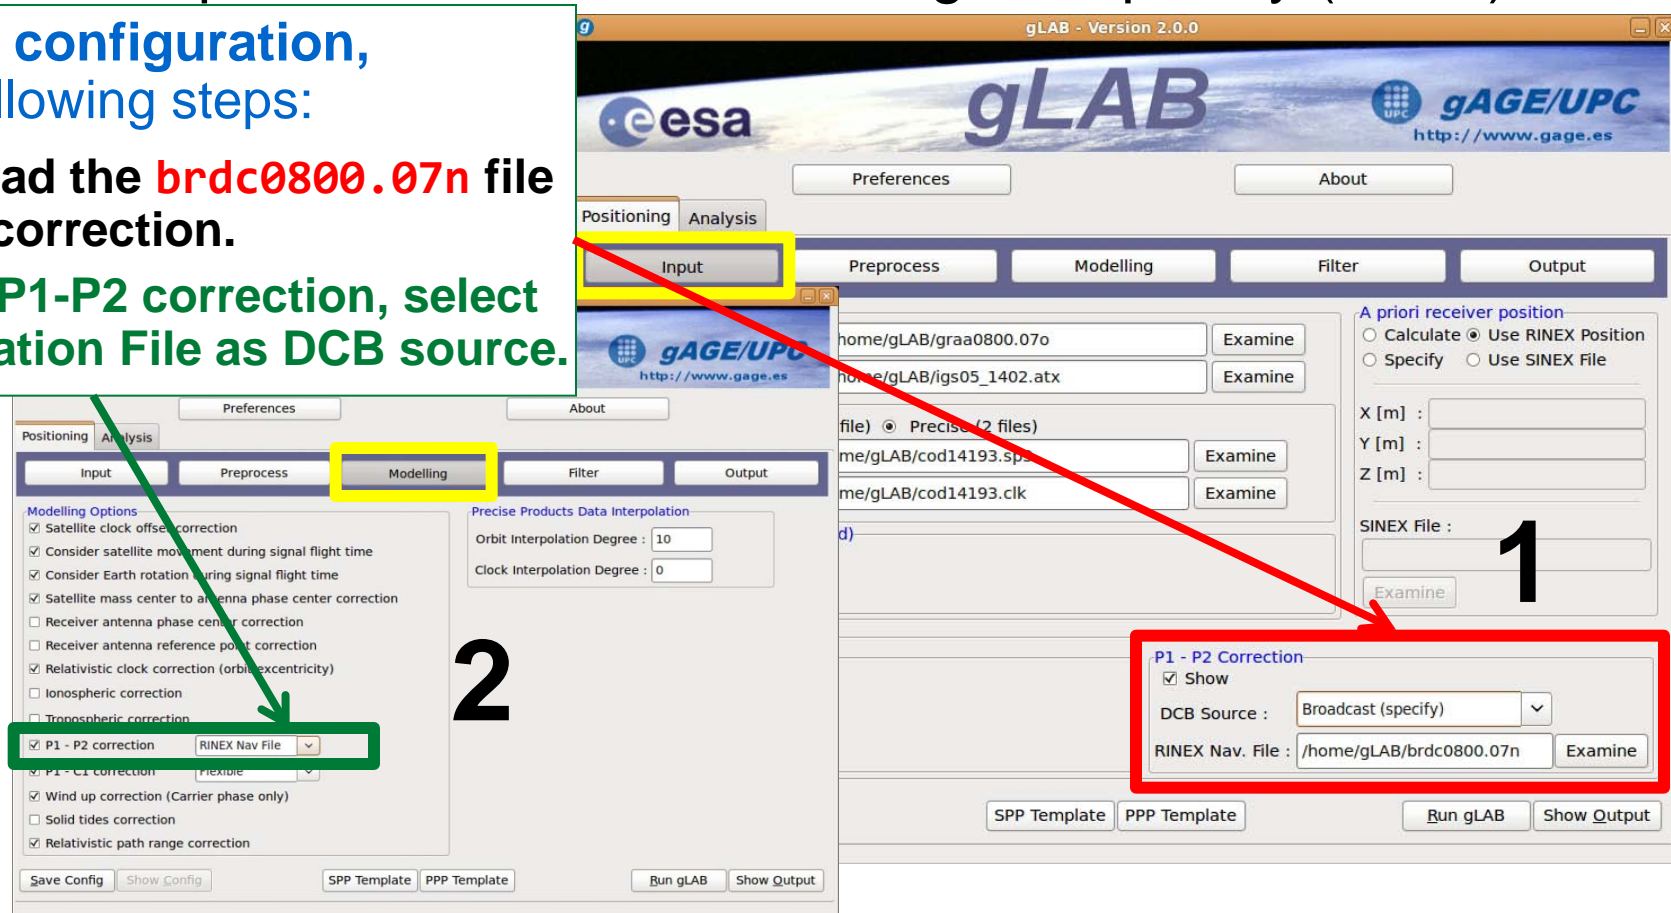 configuration,
llowing steps:
ad the brdc0800.07n file
correction.
P1-P2 correction, select
ation File as DCB source.
gLAB - Version 2.0.0
esa
gLAB
UPC
gAGE/UPC
http://www.gage.es
Preferences
About
Positioning Analysis
Input Preprocess Modelling Filter Output
home/gLAB/graa0800.07o Examine
home/gLAB/igs05_1402.atx Examine
file) Precise (2 files)
me/gLAB/cod14193.sp3 Examine
me/gLAB/cod14193.clk Examine
d)
A priori receiver position
Calculate Use RINEX Position
Specify Use SINEX File
X [m] :
Y [m] :
Z [m] :
SINEX File :
Examine
1
P1 - P2 Correction
Show
DCB Source : Broadcast (specify)
RINEX Nav. File : /home/gLAB/brdc0800.07n Examine
SPP Template PPP Template Run gLAB Show Output
UPC
gAGE/UPC
http://www.gage.es
Preferences About
Positioning Analysis
Input Preprocess Modelling Filter Output
Modelling Options
Satellite clock offset correction
Consider satellite movement during signal flight time
Consider Earth rotation during signal flight time
Satellite mass center to antenna phase center correction
Receiver antenna phase center correction
Receiver antenna reference point correction
Relativistic clock correction (orbit excentricity)
Ionospheric correction
Tropospheric correction
P1 - P2 correction RINEX Nav File
P1 - C1 correction Flexible
Wind up correction (Carrier phase only)
Solid tides correction
Relativistic path range correction
Precise Products Data Interpolation
Orbit Interpolation Degree : 10
Clock Interpolation Degree : 0
2
Save Config Show Config SPP Template PPP Template Run gLAB Show Output